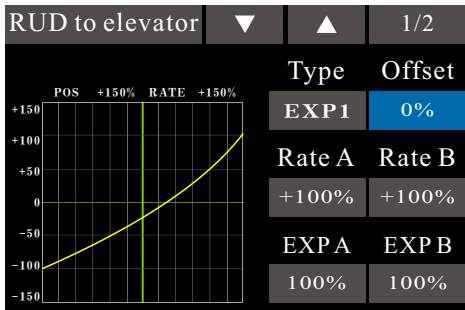 RUD to elevator ▼ ▲ 1/2
Type Offset
POS +150% RATE +150%
EXP1 0%
+150
+100
Rate A Rate B
+50
+100% +100%
0
-50
EXP A EXP B
-100
100% 100%
-150